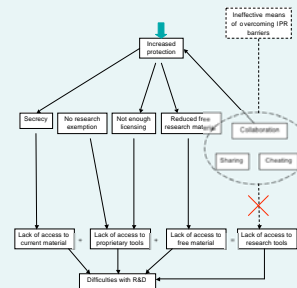 Ineffective means
of overcoming IPR
barriers
Increased
protection
Secrecy
No research
exemption
Not enough
licensing
Reduced free
research
Collaboration
Sharing
Cheating
Lack of access to
current material
+
Lack of access to
proprietary tools
+
Lack of access to
free material
=
Lack of access to
research tools
Difficulties with R&D